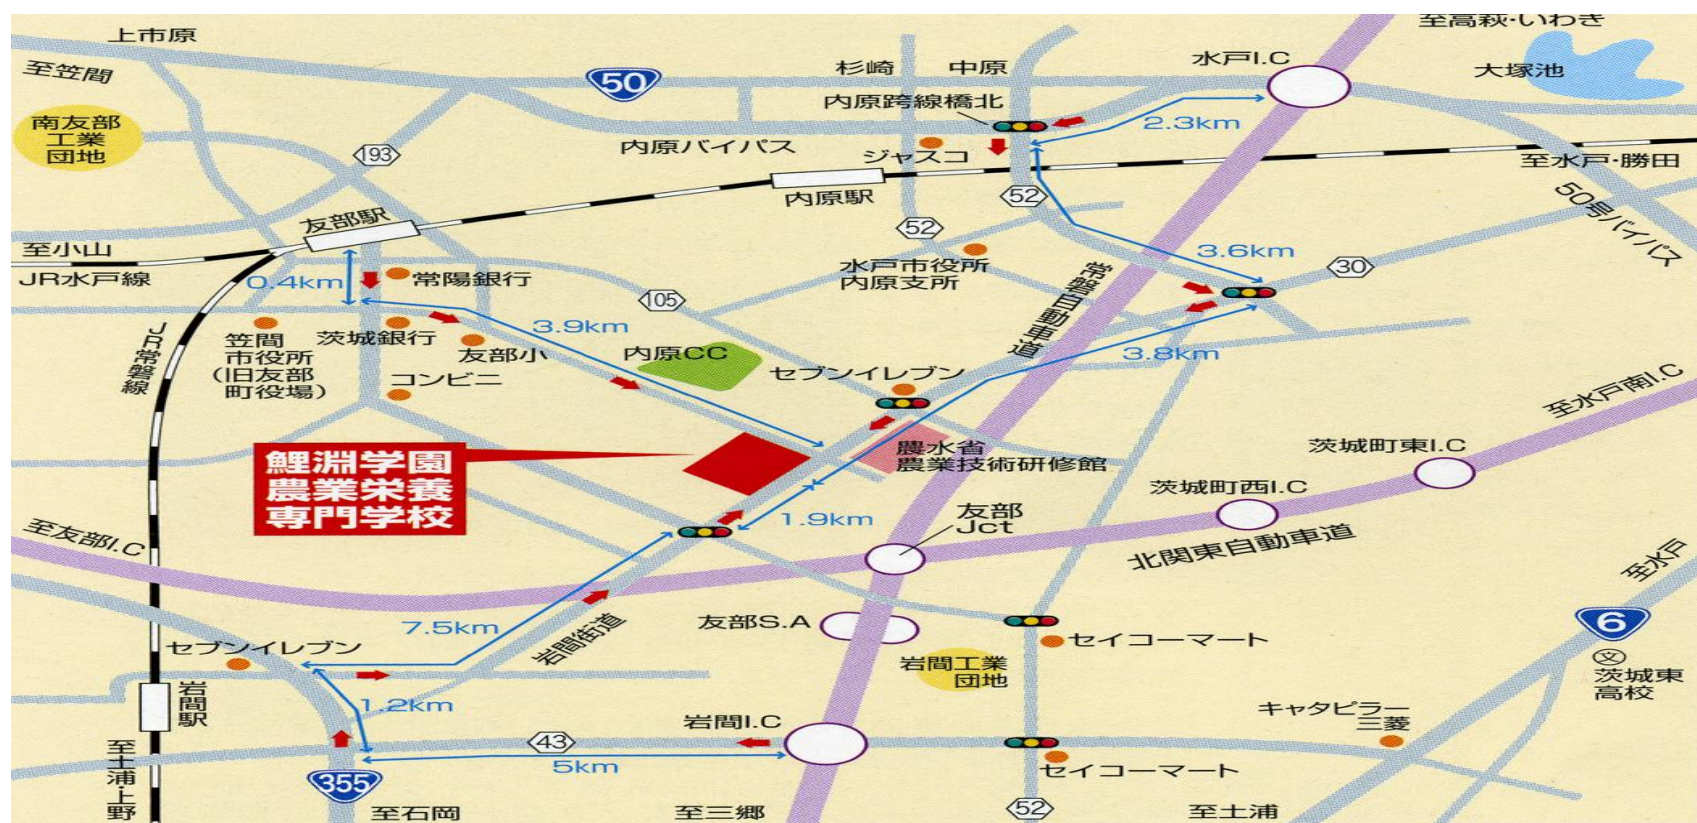 至高萩・いわき
上市原
至笠間
50
杉崎
中原
水戸I.C
大塚池
内原跨線橋北
南友部
工業
団地
2.3km
193
内原バイパス
ジャスコ
至水戸・勝田
内原駅
52
50号バイパス
友部駅
52
至小山
JR水戸線
0.4km
常陽銀行
水戸市役所
内原支所
3.6km
30
常磐自動車道
105
3.9km
JR常磐線
笠間
市役所
(旧友部
町役場)
茨城銀行
友部小
内原CC
3.8km
コンビニ
セブンイレブン
至水戸南I.C
鯉淵学園
農業栄養
専門学校
農水省
農業技術研修館
茨城町東I.C
茨城町西I.C
1.9km
友部
Jct
至友部I.C
北関東自動車道
至水戸
7.5km
岩間街道
友部S.A
6
セブンイレブン
セイコーマート
文
茨城東
高校
岩間工業
団地
岩間駅
1.2km
岩間I.C
キャタピラー
三菱
43
5km
至土浦・上野
355
セイコーマート
至石岡
至三郷
52
至土浦